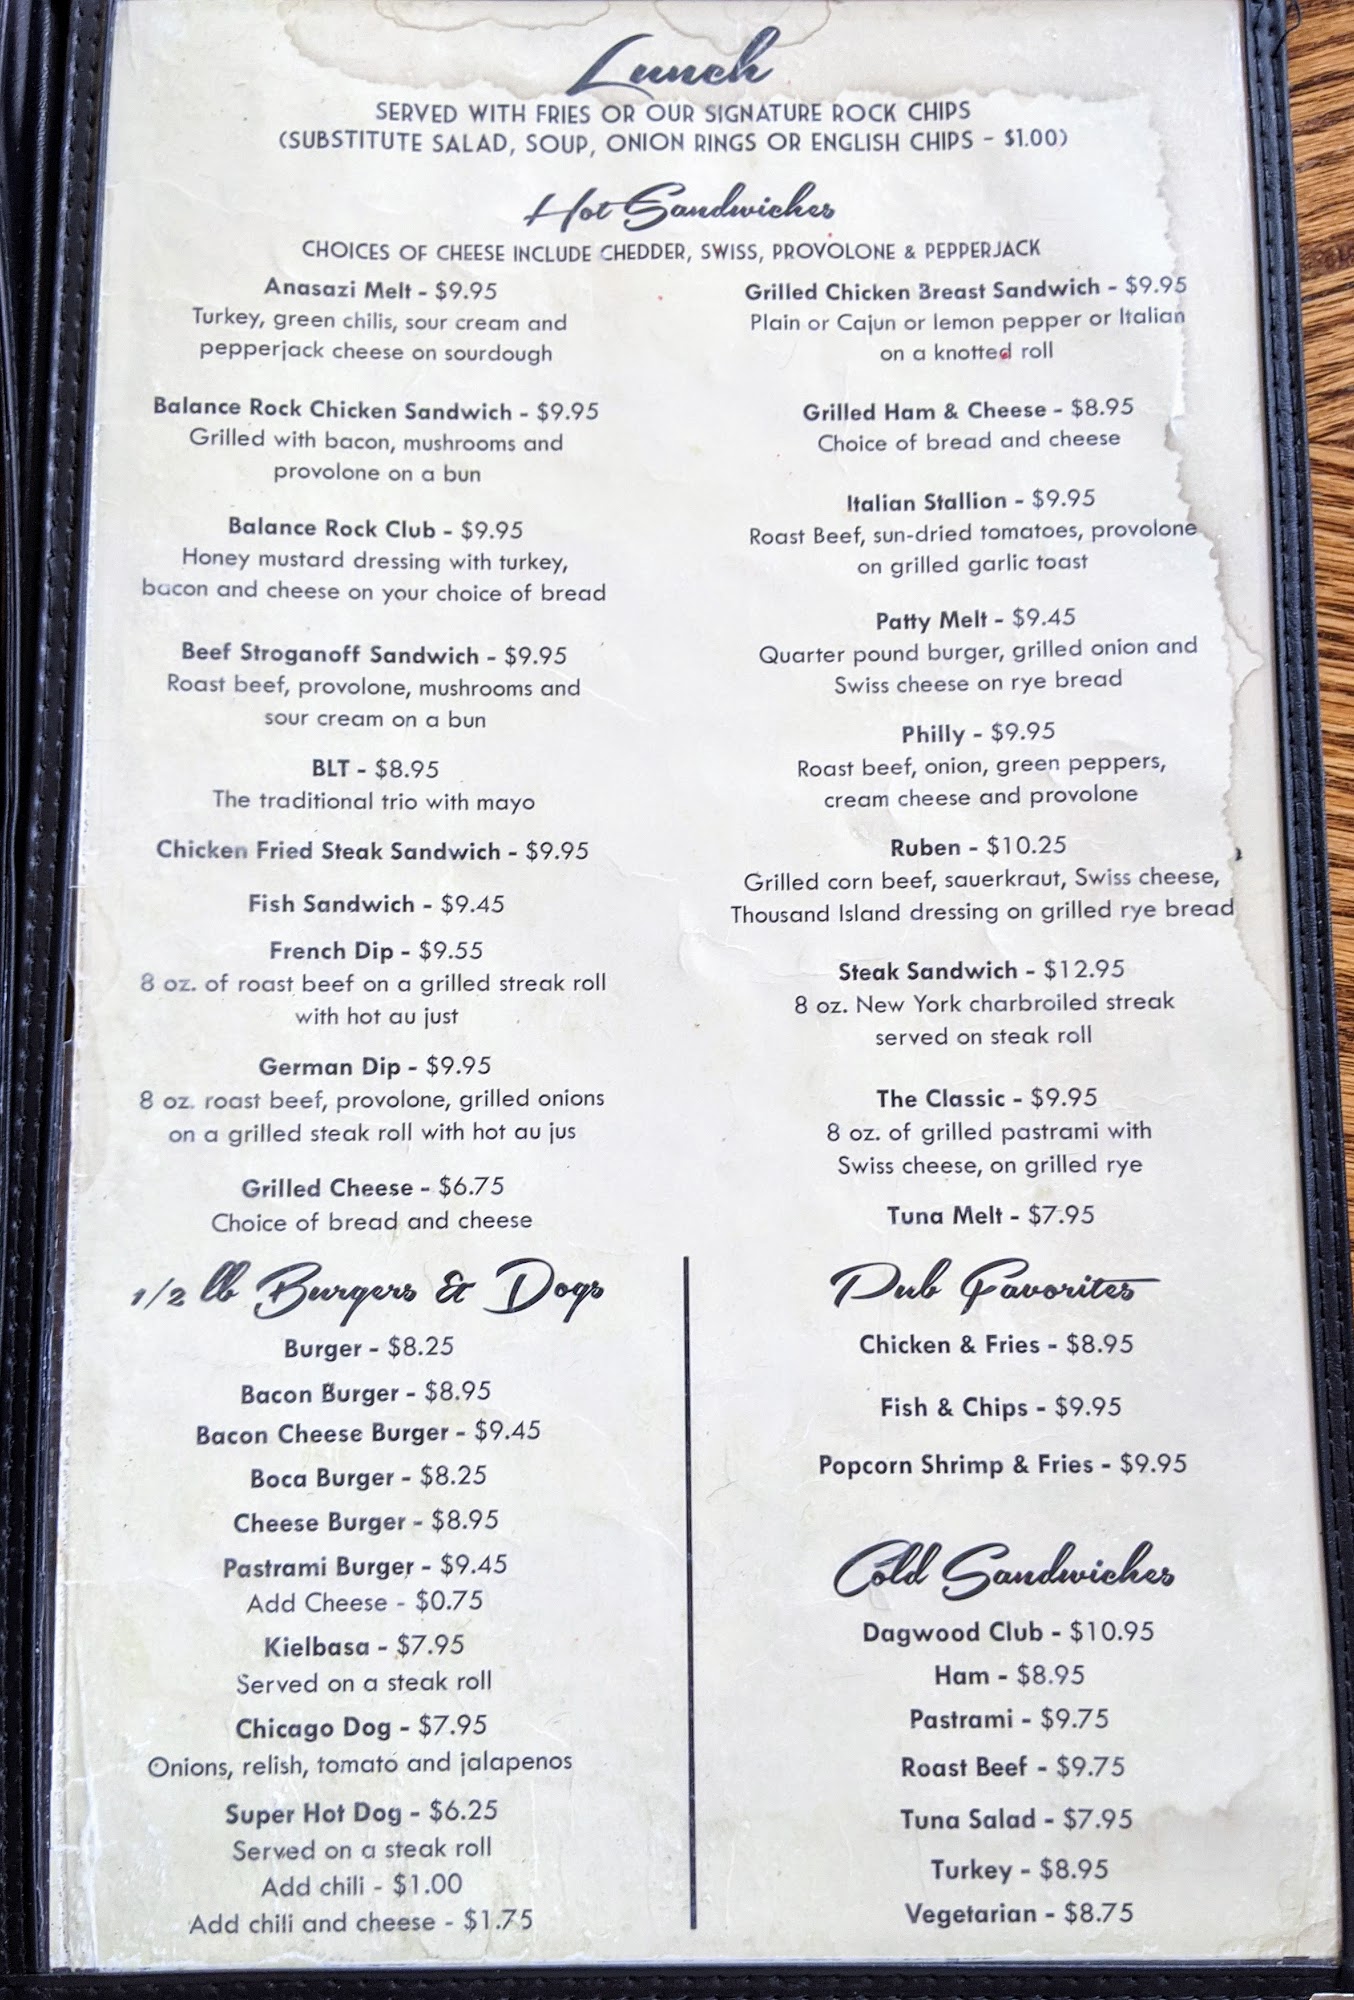 Lunch
SERVED WITH FRIES OR OUR SIGNATURE ROCK CHIPS
(SUBSTITUTE SALAD, SOUP, ONION RINGS OR ENGLISH CHIPS - $1.00)
Hot Sandwiches
CHOICES OF CHEESE INCLUDE CHEDDER, SWISS, PROVOLONE & PEPPERJACK
Anasazi Melt - $9.95
Turkey, green chilis, sour cream and
pepperjack cheese on sourdough
Balance Rock Chicken Sandwich - $9.95
Grilled with bacon, mushrooms and
provolone on a bun
Balance Rock Club - $9.95
Honey mustard dressing with turkey,
bacon and cheese on your choice of bread
Beef Stroganoff Sandwich - $9.95
Roast beef, provolone, mushrooms and
sour cream on a bun
BLT - $8.95
The traditional trio with mayo
Chicken Fried Steak Sandwich - $9.95
Fish Sandwich - $9.45
French Dip - $9.55
8 oz. of roast beef on a grilled streak roll
with hot au just
German Dip - $9.95
8 oz. roast beef, provolone, grilled onions
on a grilled steak roll with hot au jus
Grilled Cheese - $6.75
Choice of bread and cheese
Grilled Chicken Breast Sandwich - $9.95
Plain or Cajun or lemon pepper or Italian
on a knotted roll
Grilled Ham & Cheese - $8.95
Choice of bread and cheese
Italian Stallion - $9.95
Roast Beef, sun-dried tomatoes, provolone
on grilled garlic toast
Patty Melt - $9.45
Quarter pound burger, grilled onion and
Swiss cheese on rye bread
Philly - $9.95
Roast beef, onion, green peppers,
cream cheese and provolone
Ruben - $10.25
Grilled corn beef, sauerkraut, Swiss cheese,
Thousand Island dressing on grilled rye bread
Steak Sandwich - $12.95
8 oz. New York charbroiled streak
served on steak roll
The Classic - $9.95
8 oz. of grilled pastrami with
Swiss cheese, on grilled rye
Tuna Melt - $7.95
1/2 lb Burgers & Dogs
Burger - $8.25
Bacon Burger - $8.95
Bacon Cheese Burger - $9.45
Boca Burger - $8.25
Cheese Burger - $8.95
Pastrami Burger - $9.45
Add Cheese - $0.75
Kielbasa - $7.95
Served on a steak roll
Chicago Dog - $7.95
Onions, relish, tomato and jalapenos
Super Hot Dog - $6.25
Served on a steak roll
Add chili - $1.00
Add chili and cheese - $1.75
Pub Favorites
Chicken & Fries - $8.95
Fish & Chips - $9.95
Popcorn Shrimp & Fries - $9.95
Cold Sandwiches
Dagwood Club - $10.95
Ham - $8.95
Pastrami - $9.75
Roast Beef - $9.75
Tuna Salad - $7.95
Turkey - $8.95
Vegetarian - $8.75